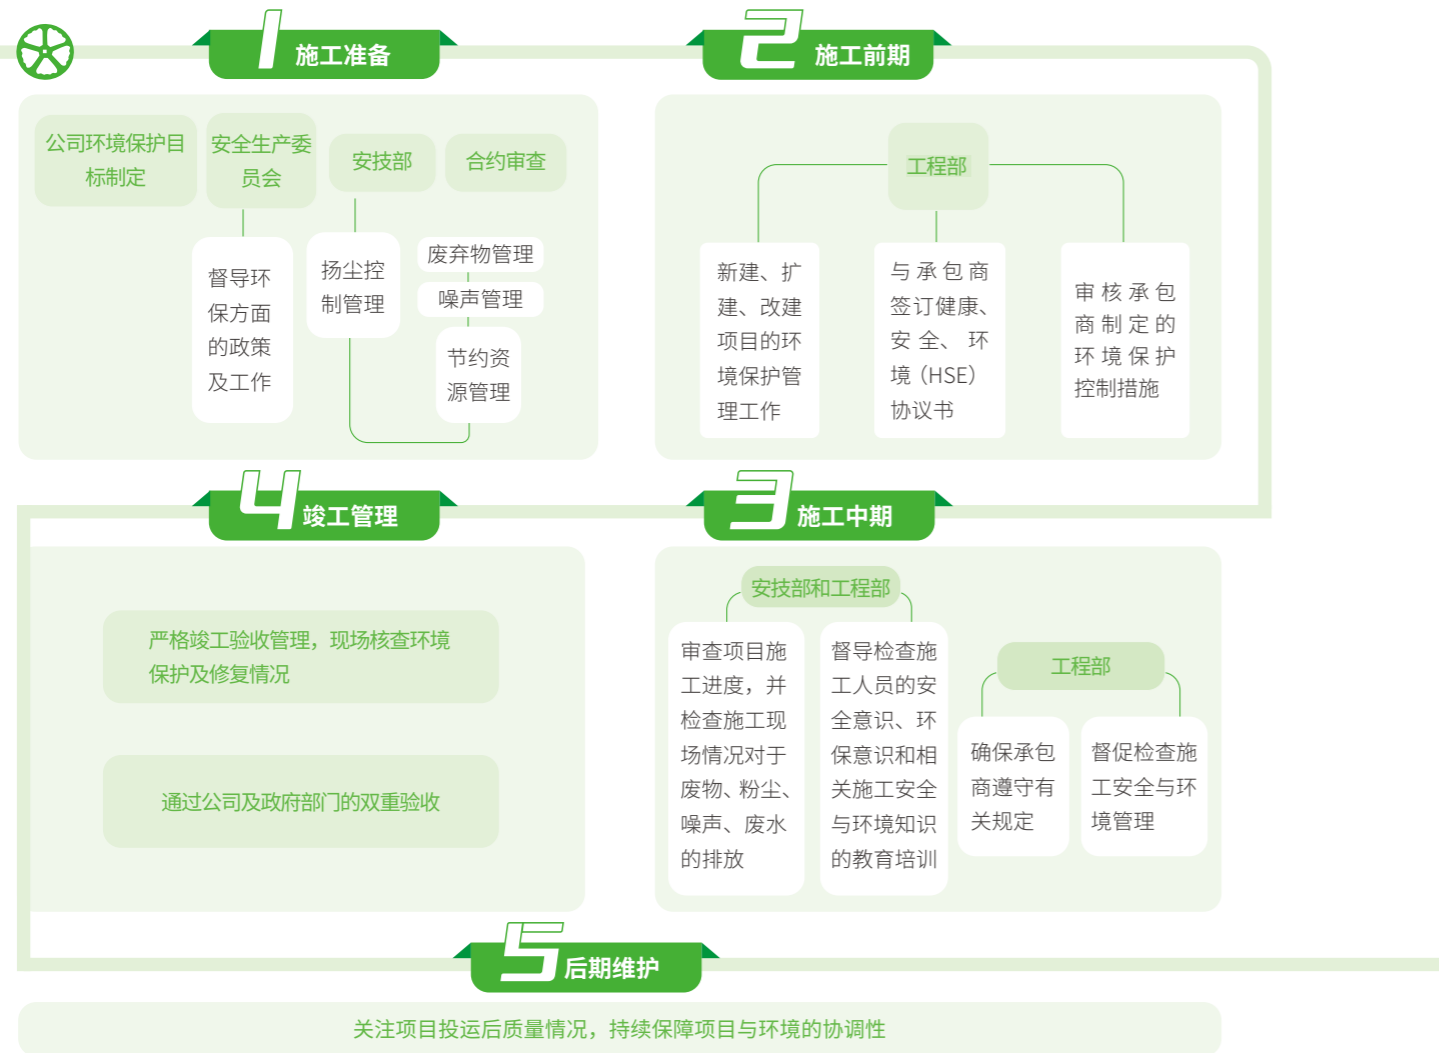 1 施工准备
公司环境保护目
标制定
安全生产委
员会
安技部
合约审查
督导环
保方面
的政策
及工作
扬尘控
制管理
废弃物管理
噪声管理
节约资
源管理
2 施工前期
工程部
新建、扩
建、改建
项目的环
境保护管
理工作
与承包商
签订健康、
安全、环
境（HSE）
协议书
审核承包
商制定的
环境保护
控制措施
3 施工中期
安技部和工程部
审查项目施
工进度，并
检查施工现
场情况对于
废物、粉尘、
噪声、废水
的排放
督导检查施
工人员的安
全意识、环
保意识和相
关施工安全
与环境知识
的教育培训
工程部
确保承包
商遵守有
关规定
督促检查施
工安全与环
境管理
4 竣工管理
严格竣工验收管理，现场核查环境
保护及修复情况
通过公司及政府部门的双重验收
5 后期维护
关注项目投运后质量情况，持续保障项目与环境的协调性